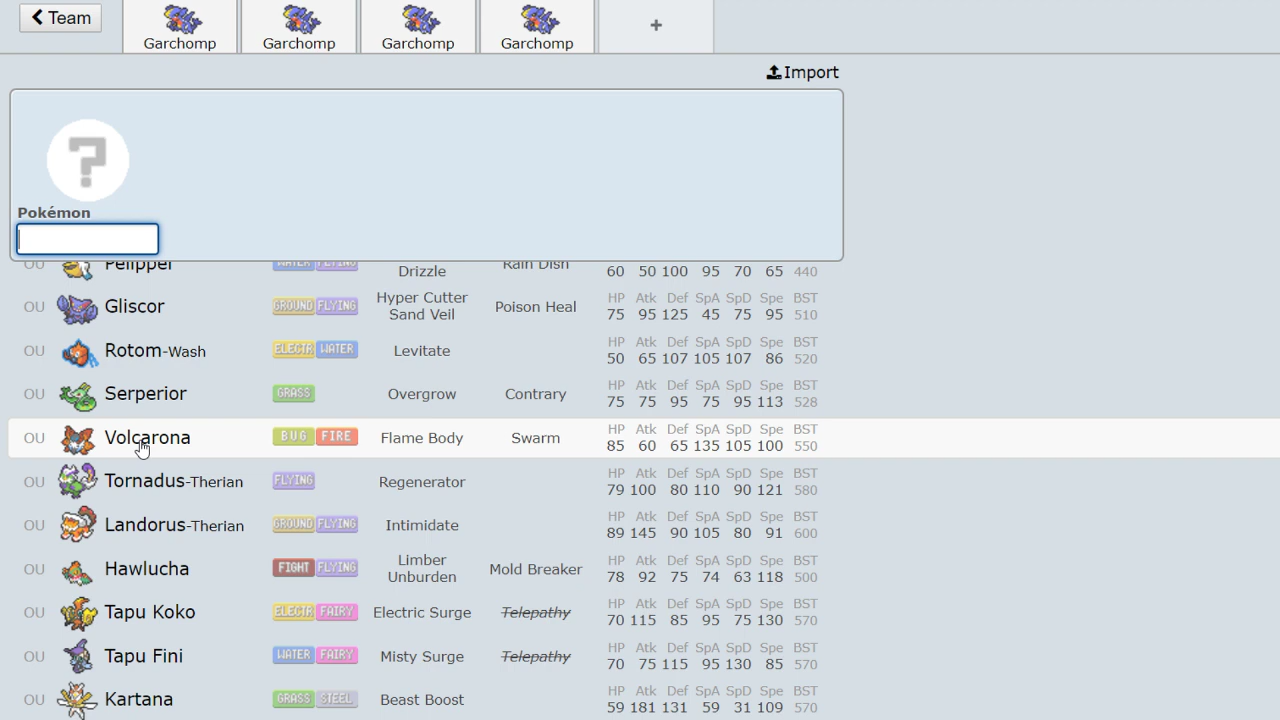 Team
Garchomp Garchomp Garchomp Garchomp +
Import
Pokémon
OU Pelipper WATER FLYING Drizzle Rain Dish 60 50 100 95 70 65 440
HP Atk Def SpA SpD Spe BST
OU Gliscor GROUND FLYING Hyper Cutter Sand Veil Poison Heal 75 95 125 45 75 95 510
HP Atk Def SpA SpD Spe BST
OU Rotom-Wash ELECTR WATER Levitate 50 65 107 105 107 86 520
HP Atk Def SpA SpD Spe BST
OU Serperior GRASS Overgrow Contrary 75 75 95 75 95 113 528
HP Atk Def SpA SpD Spe BST
OU Volcarona BUG FIRE Flame Body Swarm 85 60 65 135 105 100 550
HP Atk Def SpA SpD Spe BST
OU Tornadus-Therian FLYING Regenerator 79 100 80 110 90 121 580
HP Atk Def SpA SpD Spe BST
OU Landorus-Therian GROUND FLYING Intimidate 89 145 90 105 80 91 600
HP Atk Def SpA SpD Spe BST
OU Hawlucha FIGHT FLYING Limber Unburden Mold Breaker 78 92 75 74 63 118 500
HP Atk Def SpA SpD Spe BST
OU Tapu Koko ELECTR FAIRY Electric Surge Telepathy 70 115 85 95 75 130 570
HP Atk Def SpA SpD Spe BST
OU Tapu Fini WATER FAIRY Misty Surge Telepathy 70 75 115 95 130 85 570
HP Atk Def SpA SpD Spe BST
OU Kartana GRASS STEEL Beast Boost 59 181 131 59 31 109 570